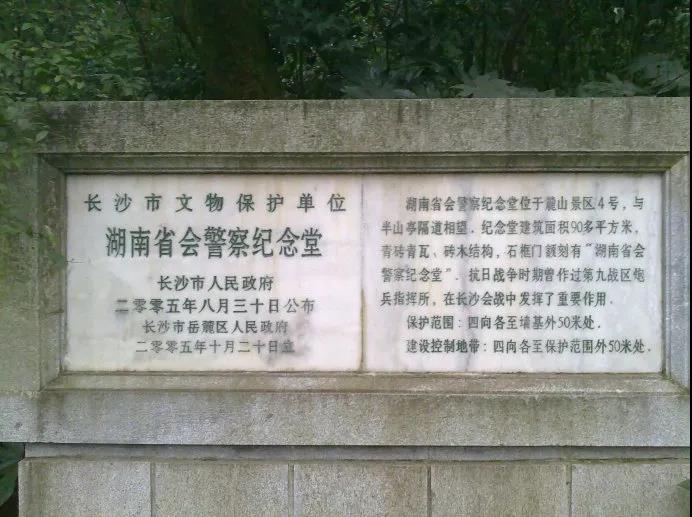 长沙市文物保护单位
湖南省会警察纪念堂
长沙市人民政府
二零零五年八月三十日公布
长沙市岳麓区人民政府
二零零五年十月二十日立
湖南省会警察纪念堂位于麓山景区4号，与
半山亭隔道相望．纪念堂建筑面积90多平方米，
青砖青瓦、砖木结构，石框门额刻有“湖南省会
警察纪念堂”．抗日战争时期曾作过第九战区炮
兵指挥所，在长沙会战中发挥了重要作用．
保护范围：四向各至墙基外50米处．
建设控制地带：四向各至保护范围外50米处．